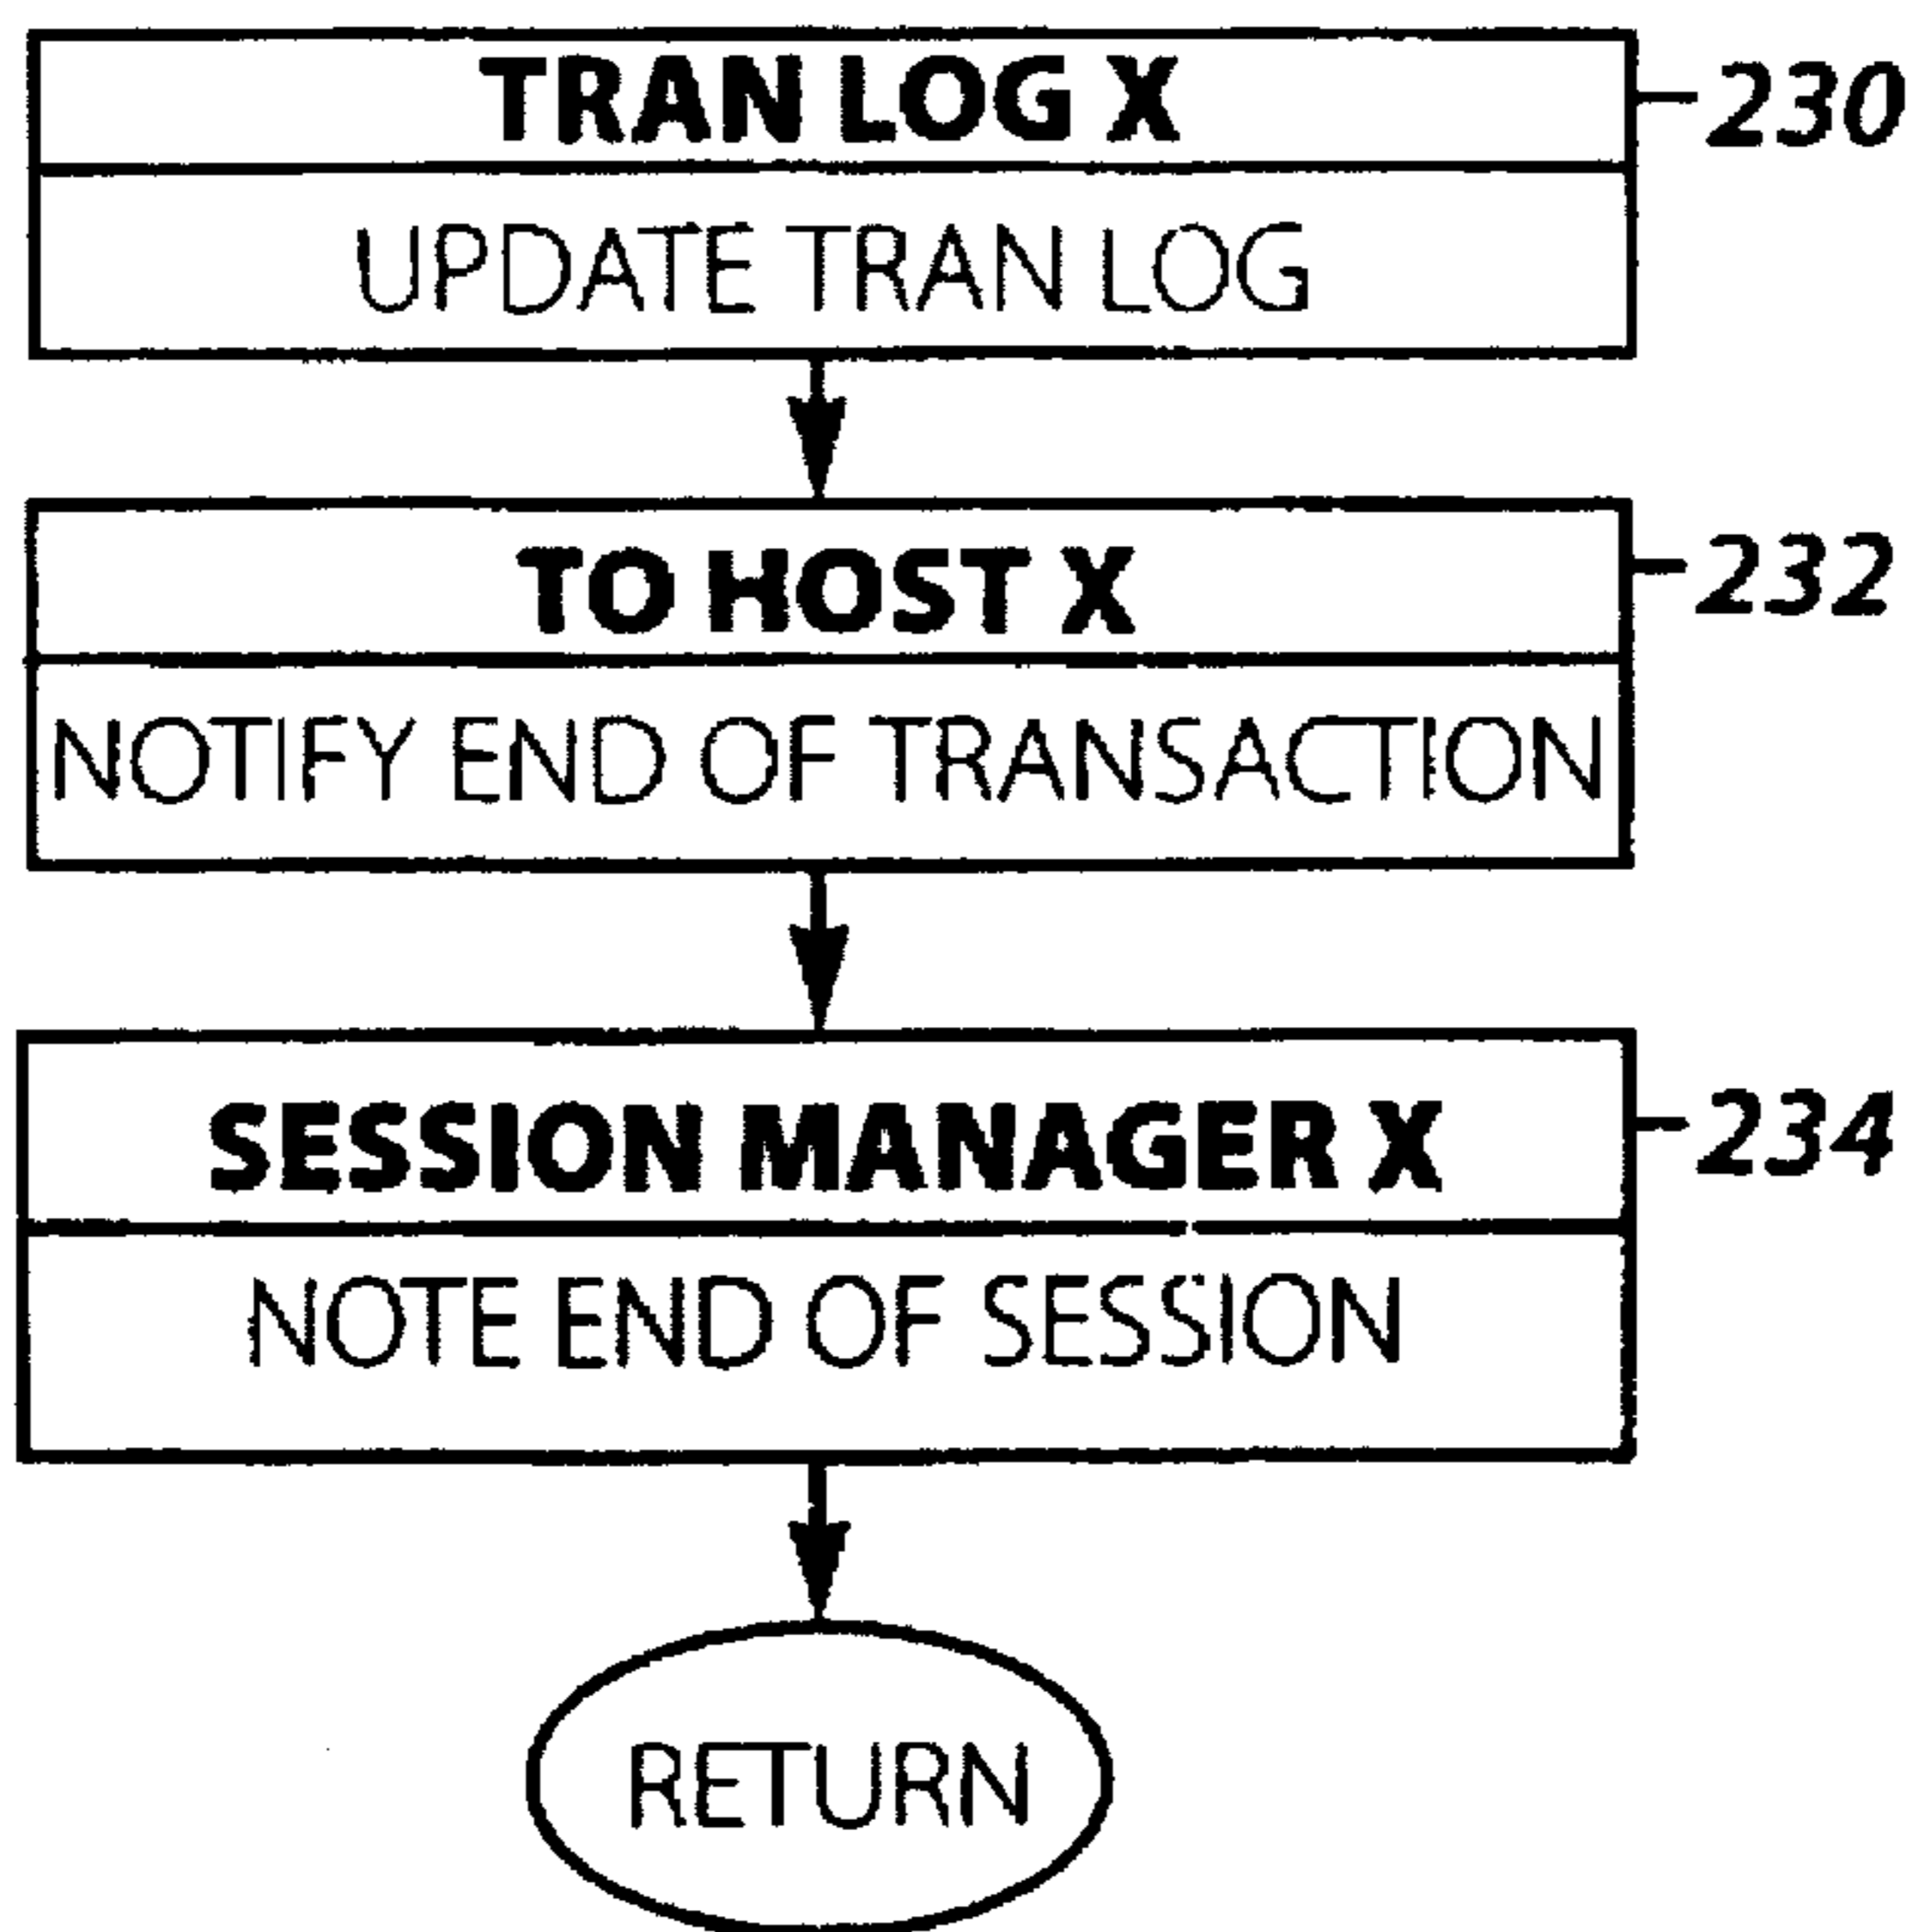 TRAN LOG X
230
UPDATE TRAN LOG
TO HOST X
232
NOTIFY END OF TRANSACTION
SESSION MANAGER X
234
NOTE END OF SESSION
RETURN